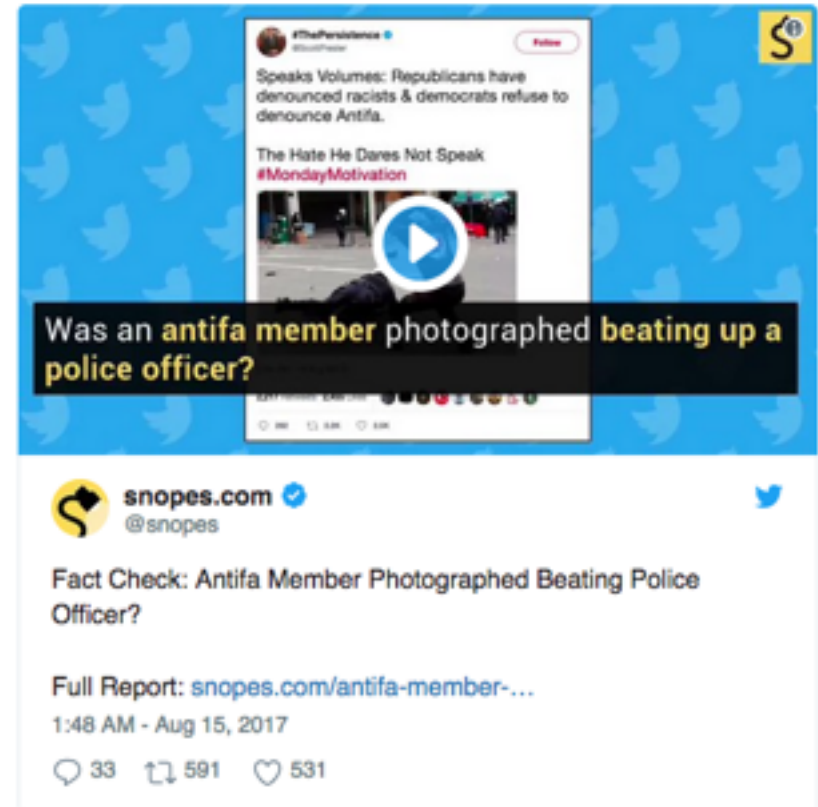 #ThePersistence
@ScottPresler
Follow
Speaks Volumes: Republicans have
denounced racists & democrats refuse to
denounce Antifa.
The Hate He Dares Not Speak
#MondayMotivation
Was an antifa member photographed beating up a
police officer?
snopes.com
@snopes
Fact Check: Antifa Member Photographed Beating Police
Officer?
Full Report: snopes.com/antifa-member-...
1:48 AM - Aug 15, 2017
33 591 531